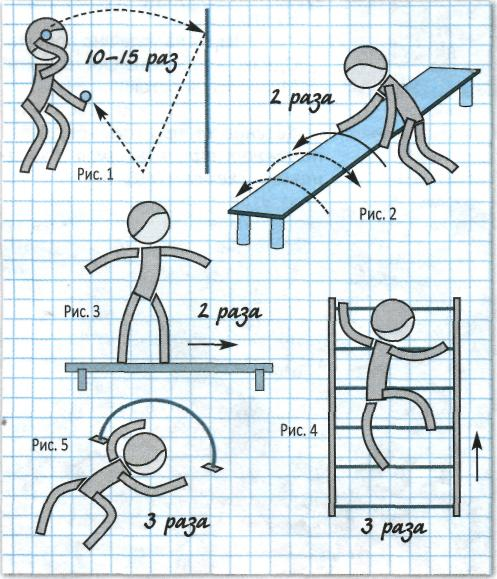 10-15 раз
Рис. 1
2 раза
Рис. 2
Рис. 3
2 раза
Рис. 4
3 раза
Рис. 5
3 раза